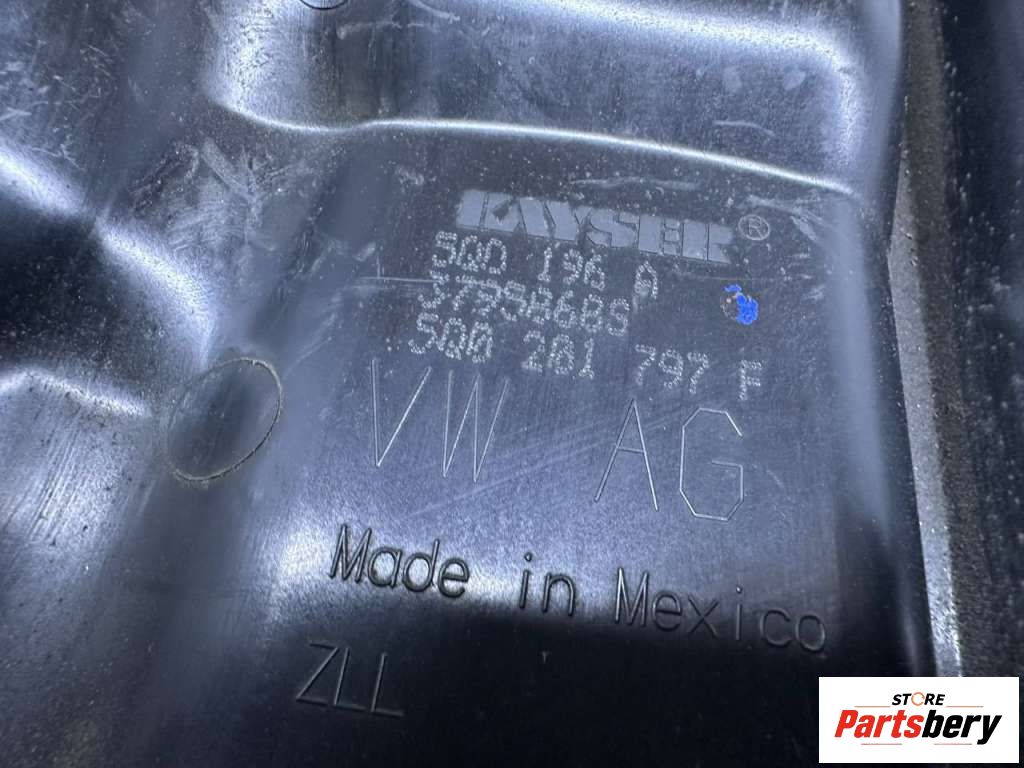 KAYSER®
5Q0 196 A
5Q0 201 797 F
VW AG
Made in Mexico
ZLL
STORE
Partsbery